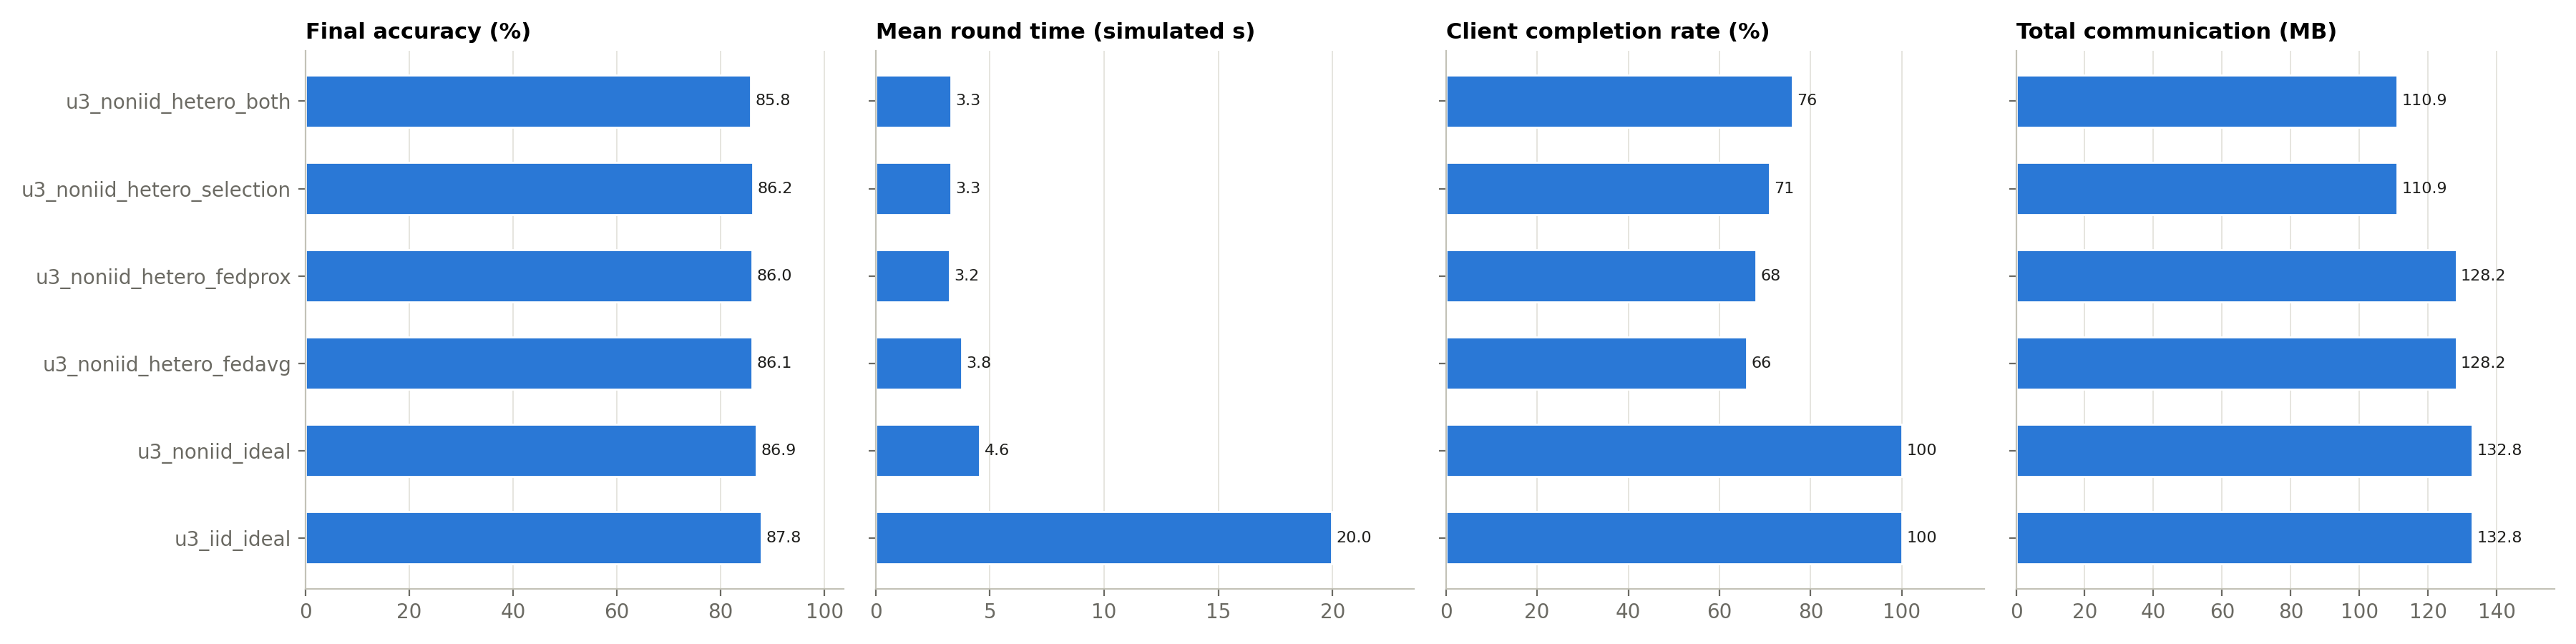 Final accuracy (%)
u3_noniid_hetero_both
85.8
u3_noniid_hetero_selection
86.2
u3_noniid_hetero_fedprox
86.0
u3_noniid_hetero_fedavg
86.1
u3_noniid_ideal
86.9
u3_iid_ideal
87.8
0 20 40 60 80 100
Mean round time (simulated s)
3.3
3.3
3.2
3.8
4.6
20.0
0 5 10 15 20
Client completion rate (%)
76
71
68
66
100
100
0 20 40 60 80 100
Total communication (MB)
110.9
110.9
128.2
128.2
132.8
132.8
0 20 40 60 80 100 120 140